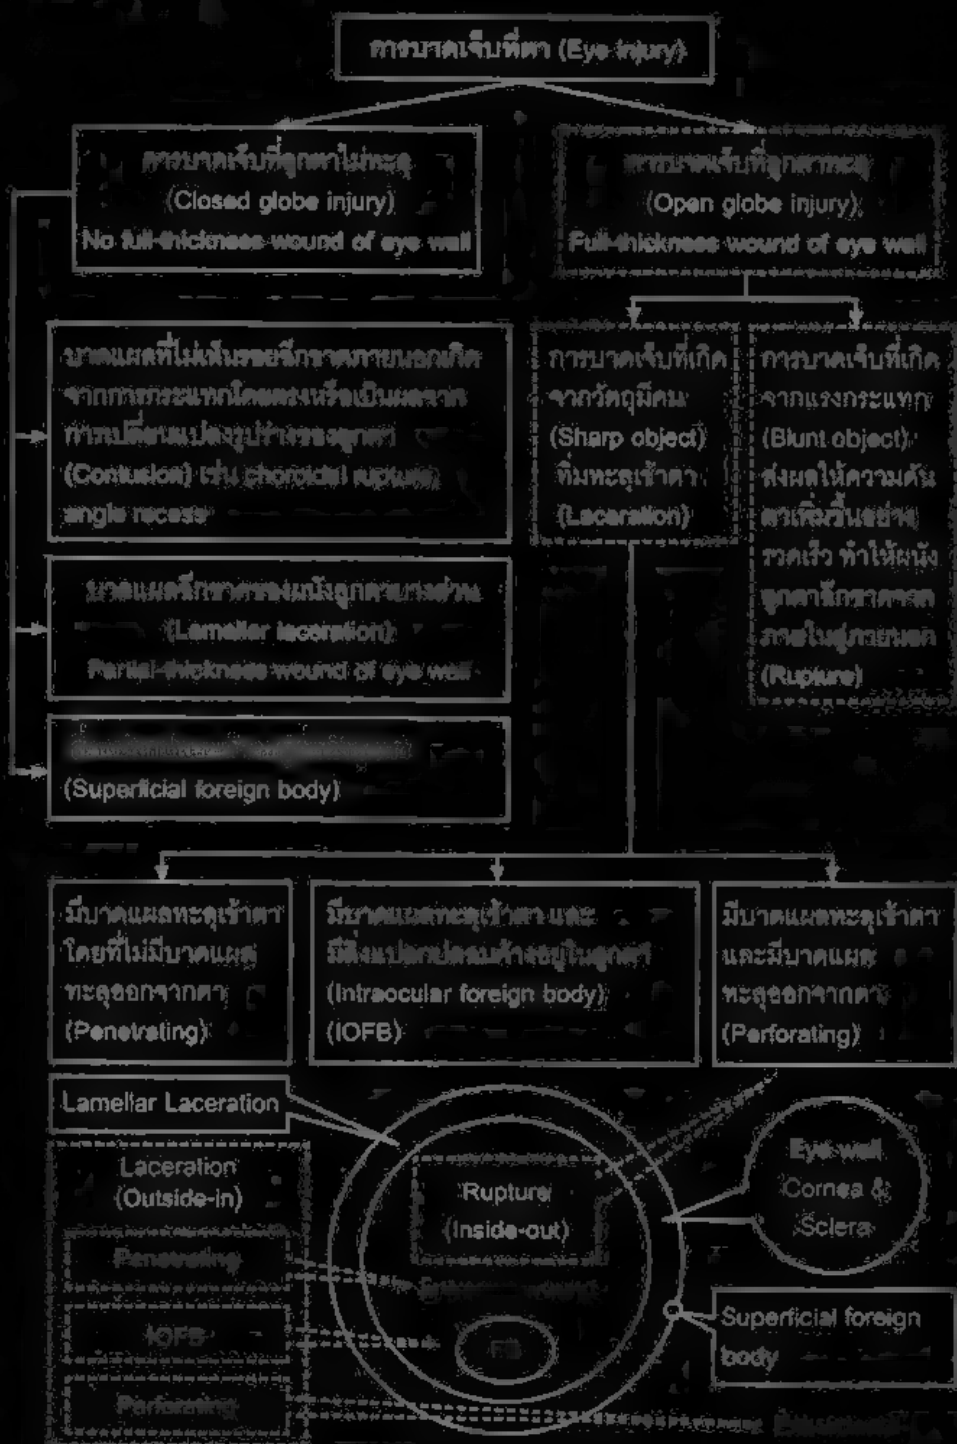 การบาดเจ็บที่ตา (Eye injury)
การบาดเจ็บที่ลูกตาไม่ทะลุ
(Closed globe injury)
No full-thickness wound of eye wall
การบาดเจ็บที่ลูกตาทะลุ
(Open globe injury)
Full-thickness wound of eye wall
บาดแผลที่ไม่เห็นรอยฉีกขาดภายนอกเกิด
จากการกระแทกโดยตรงหรือเป็นผลจาก
การเปลี่ยนแปลงรูปร่างของลูกตา
(Contusion) เช่น choroidal rupture,
angle recess
บาดแผลฉีกขาดของผนังลูกตาบางส่วน
(Lamellar laceration)
Partial-thickness wound of eye wall
(Superficial foreign body)
การบาดเจ็บที่เกิด
จากวัตถุมีคม
(Sharp object)
ทิ่มทะลุเข้าตา
(Laceration)
การบาดเจ็บที่เกิด
จากแรงกระแทก
(Blunt object)
ส่งผลให้ความดัน
ตาเพิ่มขึ้นอย่าง
รวดเร็ว ทำให้ผนัง
ลูกตาฉีกขาดจาก
ภายในสู่ภายนอก
(Rupture)
มีบาดแผลทะลุเข้าตา
โดยที่ไม่มีบาดแผล
ทะลุออกจากตา
(Penetrating)
มีบาดแผลทะลุเข้าตา และ
มีสิ่งแปลกปลอมค้างอยู่ในลูกตา
(Intraocular foreign body)
(IOFB)
มีบาดแผลทะลุเข้าตา
และมีบาดแผล
ทะลุออกจากตา
(Perforating)
Lamellar Laceration
Laceration
(Outside-in)
Penetrating
IOFB
Perforating
Rupture
(Inside-out)
FB
Eye wall
Cornea &
Sclera
Superficial foreign
body